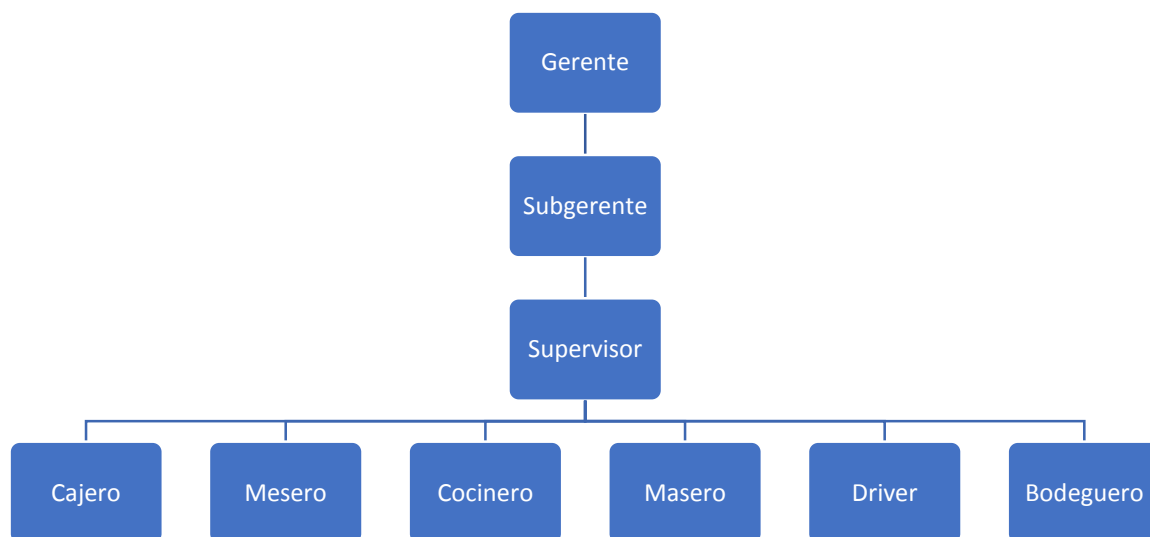 Gerente
Subgerente
Supervisor
Cajero
Mesero
Cocinero
Masero
Driver
Bodeguero